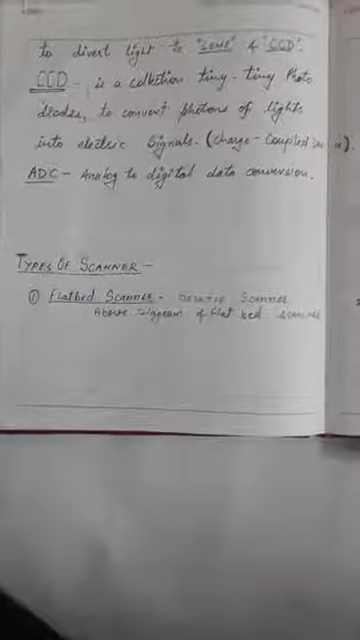 to divert light to "Lens" & "CCD".
CCD - is a collection tiny-tiny Photo
diodes, to convert photons of lights
into electric Signals. (Charge-Coupled
ADC - Analog to digital data conversion.
TYPES OF SCANNER -
① Flatbed Scanner - Scanner
Above Diagram of flat bed scanner